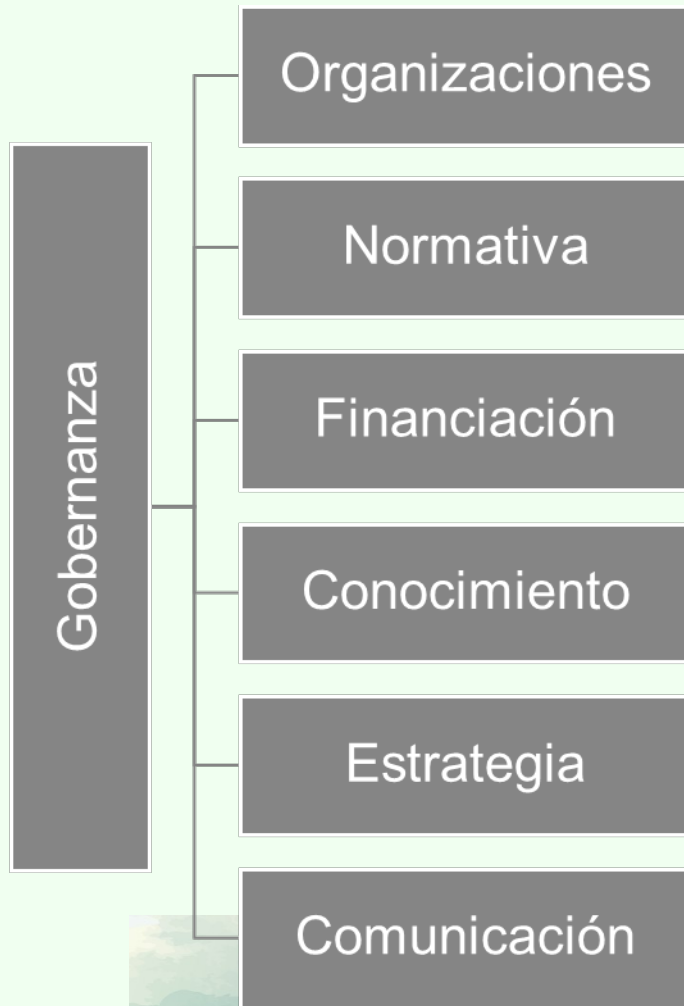 Gobernanza
Organizaciones
Normativa
Financiación
Conocimiento
Estrategia
Comunicación